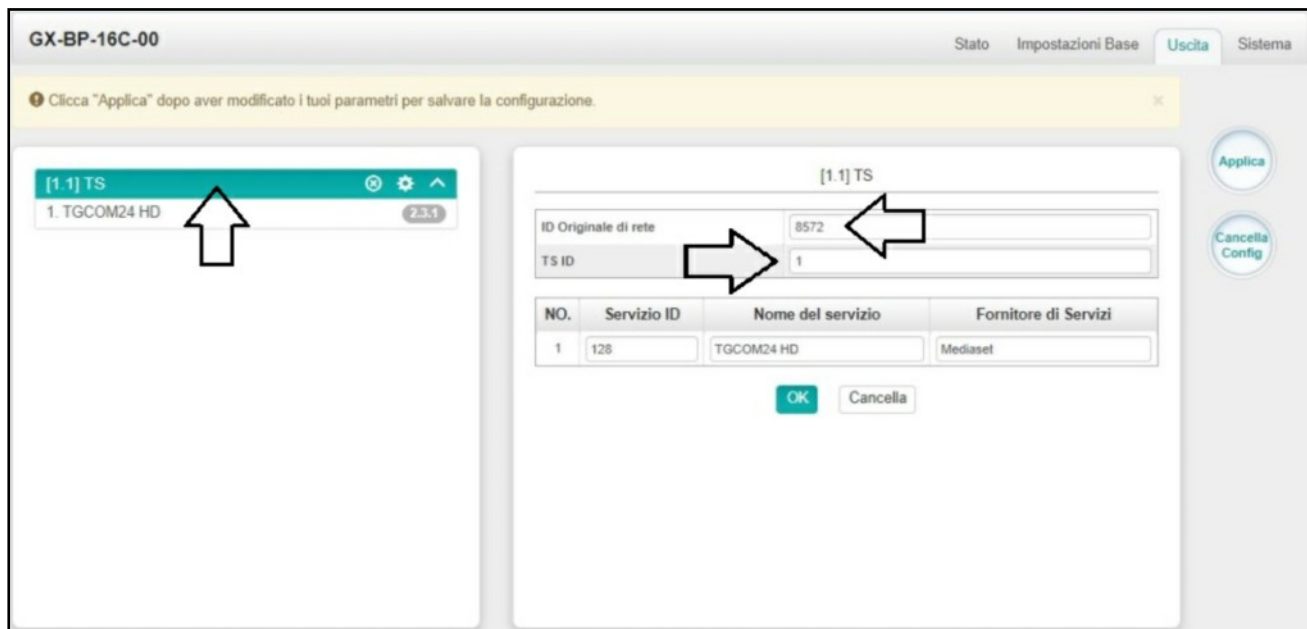 GX-BP-16C-00
Stato Impostazioni Base Uscita Sistema
Clicca "Applica" dopo aver modificato i tuoi parametri per salvare la configurazione. ×
Applica
Cancella
Config
[1.1] TS
1. TGCOM24 HD 2.3.1
[1.1] TS
ID Originale di rete 8572
TS ID 1
NO. Servizio ID Nome del servizio Fornitore di Servizi
1 128 TGCOM24 HD Mediaset
OK Cancella